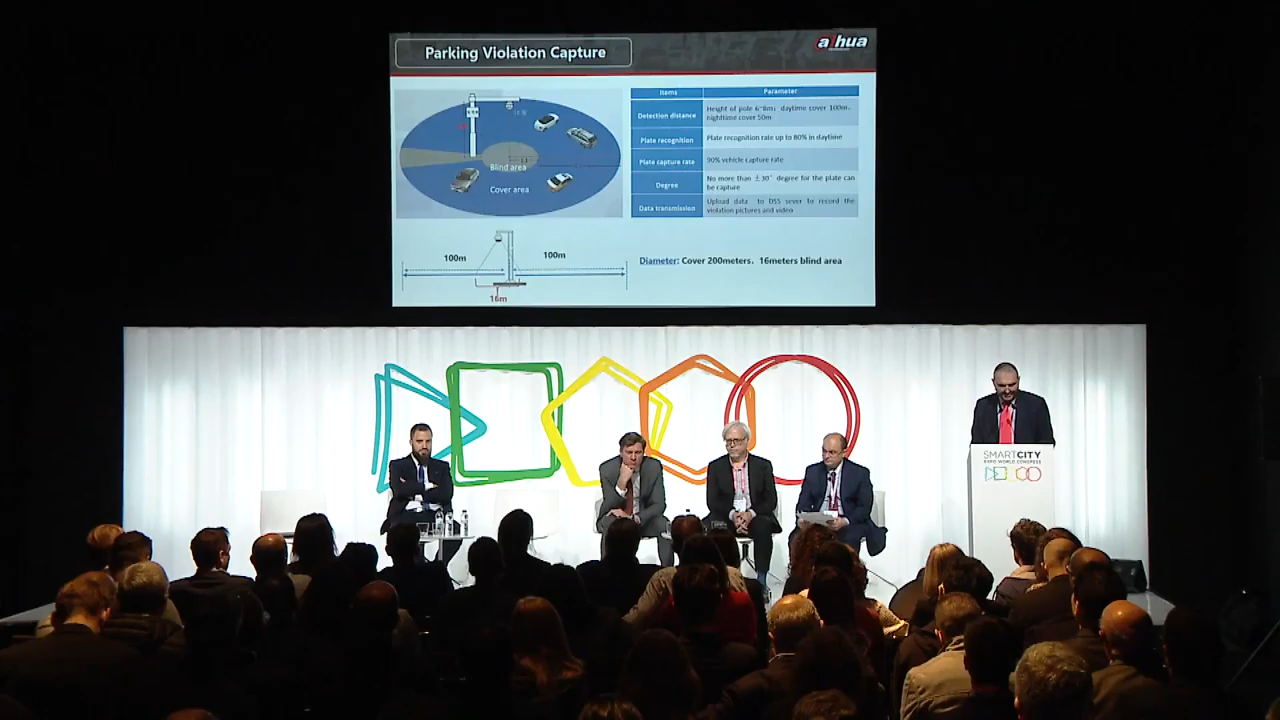 Parking Violation Capture
alhua
TECHNOLOGY
Blind area
Cover area
Items
Parameter
Detection distance
Height of pole 6~8m; daytime cover 100m,
nighttime cover 50m
Plate recognition
Plate recognition rate up to 80% in daytime
Plate capture rate
90% vehicle capture rate
Degree
No more than ±30° degree for the plate can
be capture
Data transmission
Upload data to DSS sever to record the
violation pictures and video
100m
100m
16m
Diameter: Cover 200meters, 16meters blind area
SMARTCITY
EXPO WORLD CONGRESS